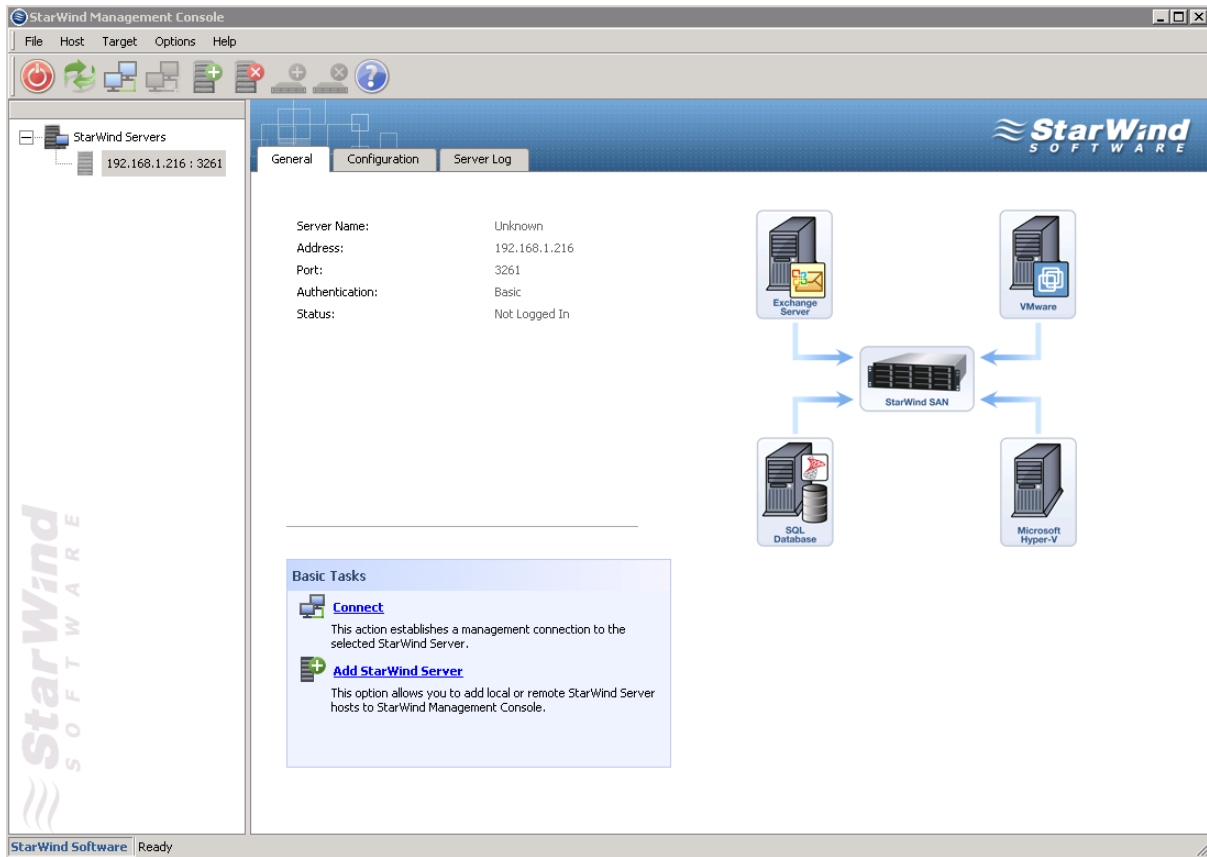 StarWind Management Console
File Host Target Options Help
StarWind Servers
192.168.1.216 : 3261
StarWind
SOFTWARE
General Configuration Server Log
Server Name: Unknown
Address: 192.168.1.216
Port: 3261
Authentication: Basic
Status: Not Logged In
Exchange
Server
VMware
StarWind SAN
SQL
Database
Microsoft
Hyper-V
Basic Tasks
Connect
This action establishes a management connection to the
selected StarWind Server.
Add StarWind Server
This option allows you to add local or remote StarWind Server
hosts to StarWind Management Console.
StarWind
SOFTWARE
StarWind Software Ready